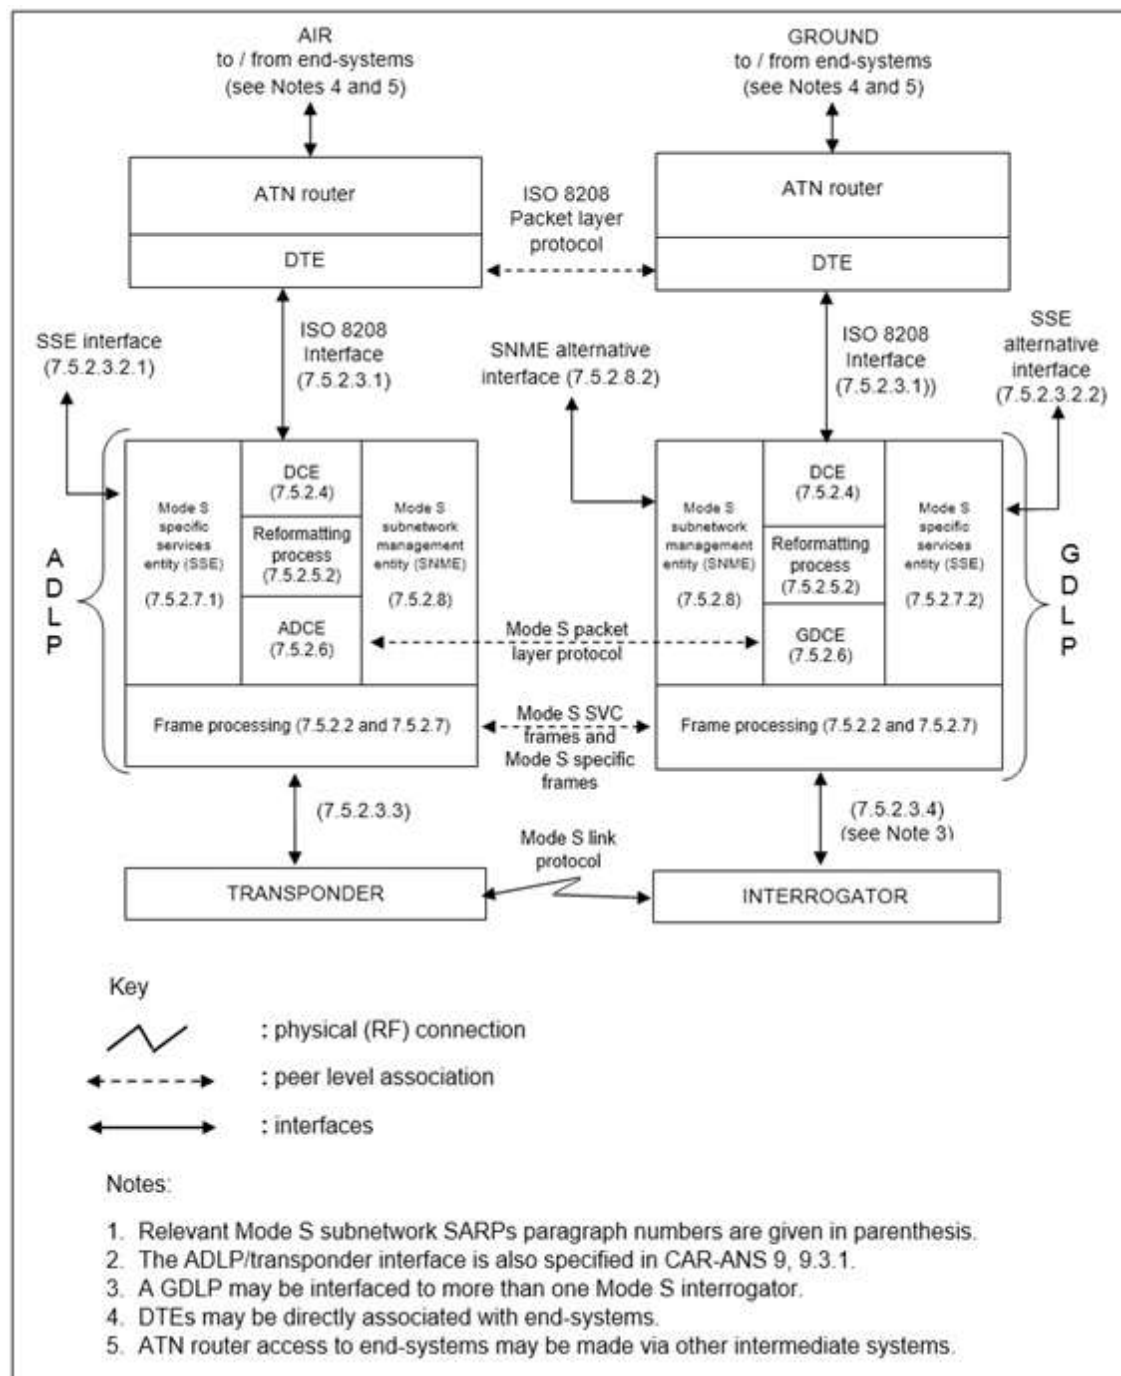 AIR
to / from end-systems
(see Notes 4 and 5)
GROUND
to / from end-systems
(see Notes 4 and 5)
ATN router
DTE
ISO 8208
Packet layer
protocol
ATN router
DTE
SSE interface
(7.5.2.3.2.1)
ISO 8208
Interface
(7.5.2.3.1)
SNME alternative
interface (7.5.2.8.2)
ISO 8208
Interface
(7.5.2.3.1))
SSE
alternative
interface
(7.5.2.3.2.2)
A
D
L
P
Mode S
specific
services
entity (SSE)
(7.5.2.7.1)
DCE
(7.5.2.4)
Reformatting
process
(7.5.2.5.2)
ADCE
(7.5.2.6)
Mode S
subnetwork
management
entity (SNME)
(7.5.2.8)
Frame processing (7.5.2.2 and 7.5.2.7)
Mode S packet
layer protocol
Mode S SVC
frames and
Mode S specific
frames
Mode S
subnetwork
management
entity (SNME)
(7.5.2.8)
DCE
(7.5.2.4)
Reformatting
process
(7.5.2.5.2)
GDCE
(7.5.2.6)
Mode S
specific
services
entity (SSE)
(7.5.2.7.2)
Frame processing (7.5.2.2 and 7.5.2.7)
G
D
L
P
(7.5.2.3.3)
Mode S link
protocol
(7.5.2.3.4)
(see Note 3)
TRANSPONDER
INTERROGATOR
Key
: physical (RF) connection
: peer level association
: interfaces
Notes:
1. Relevant Mode S subnetwork SARPs paragraph numbers are given in parenthesis.
2. The ADLP/transponder interface is also specified in CAR-ANS 9, 9.3.1.
3. A GDLP may be interfaced to more than one Mode S interrogator.
4. DTEs may be directly associated with end-systems.
5. ATN router access to end-systems may be made via other intermediate systems.